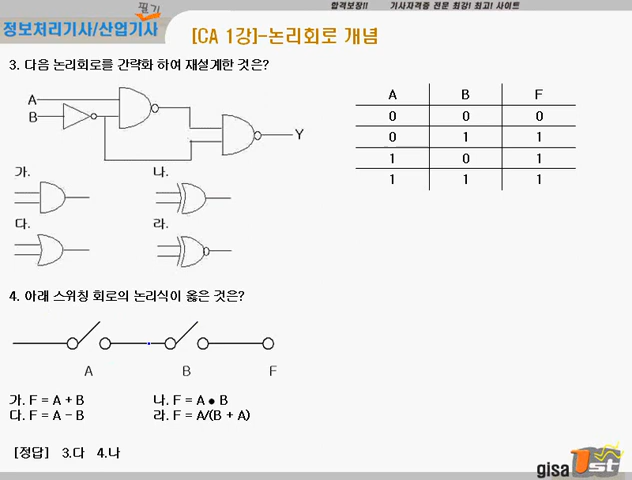 필기
합격보장!! 기사자격증 전문 최강! 최고! 사이트
정보처리기사/산업기사
[CA 1강]-논리회로 개념
3. 다음 논리회로를 간략화 하여 재설계한 것은?
A
B
Y
가.
나.
다.
라.
A B F
0 0 0
0 1 1
1 0 1
1 1 1
4. 아래 스위칭 회로의 논리식이 옳은 것은?
A B F
가. F = A + B
나. F = A ● B
다. F = A − B
라. F = A/(B + A)
[정답] 3.다 4.나
gisa 1st